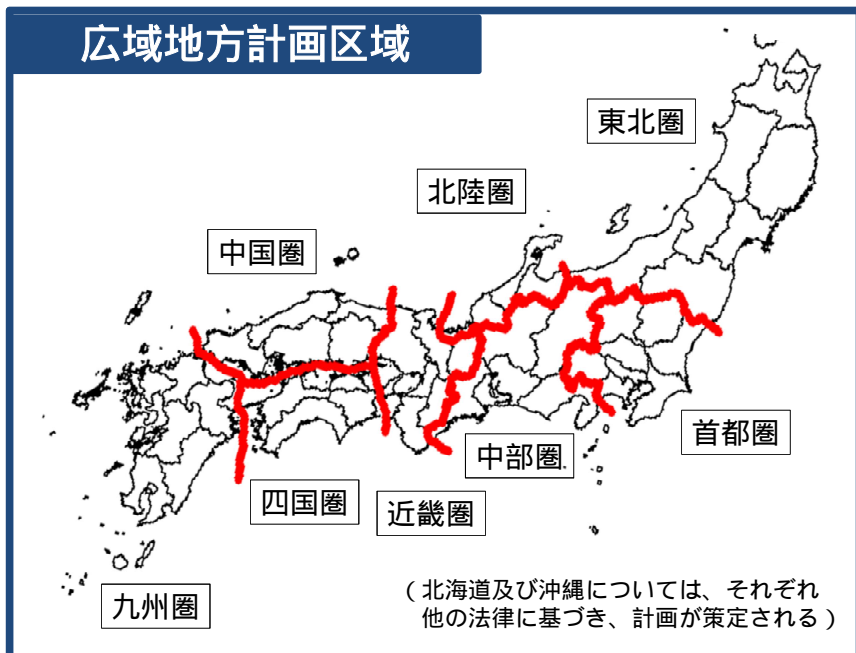 広域地方計画区域
東北圏
北陸圏
中国圏
首都圏
中部圏.
四国圏
近畿圏
九州圏
(北海道及び沖縄については、それぞれ
他の法律に基づき、計画が策定される)